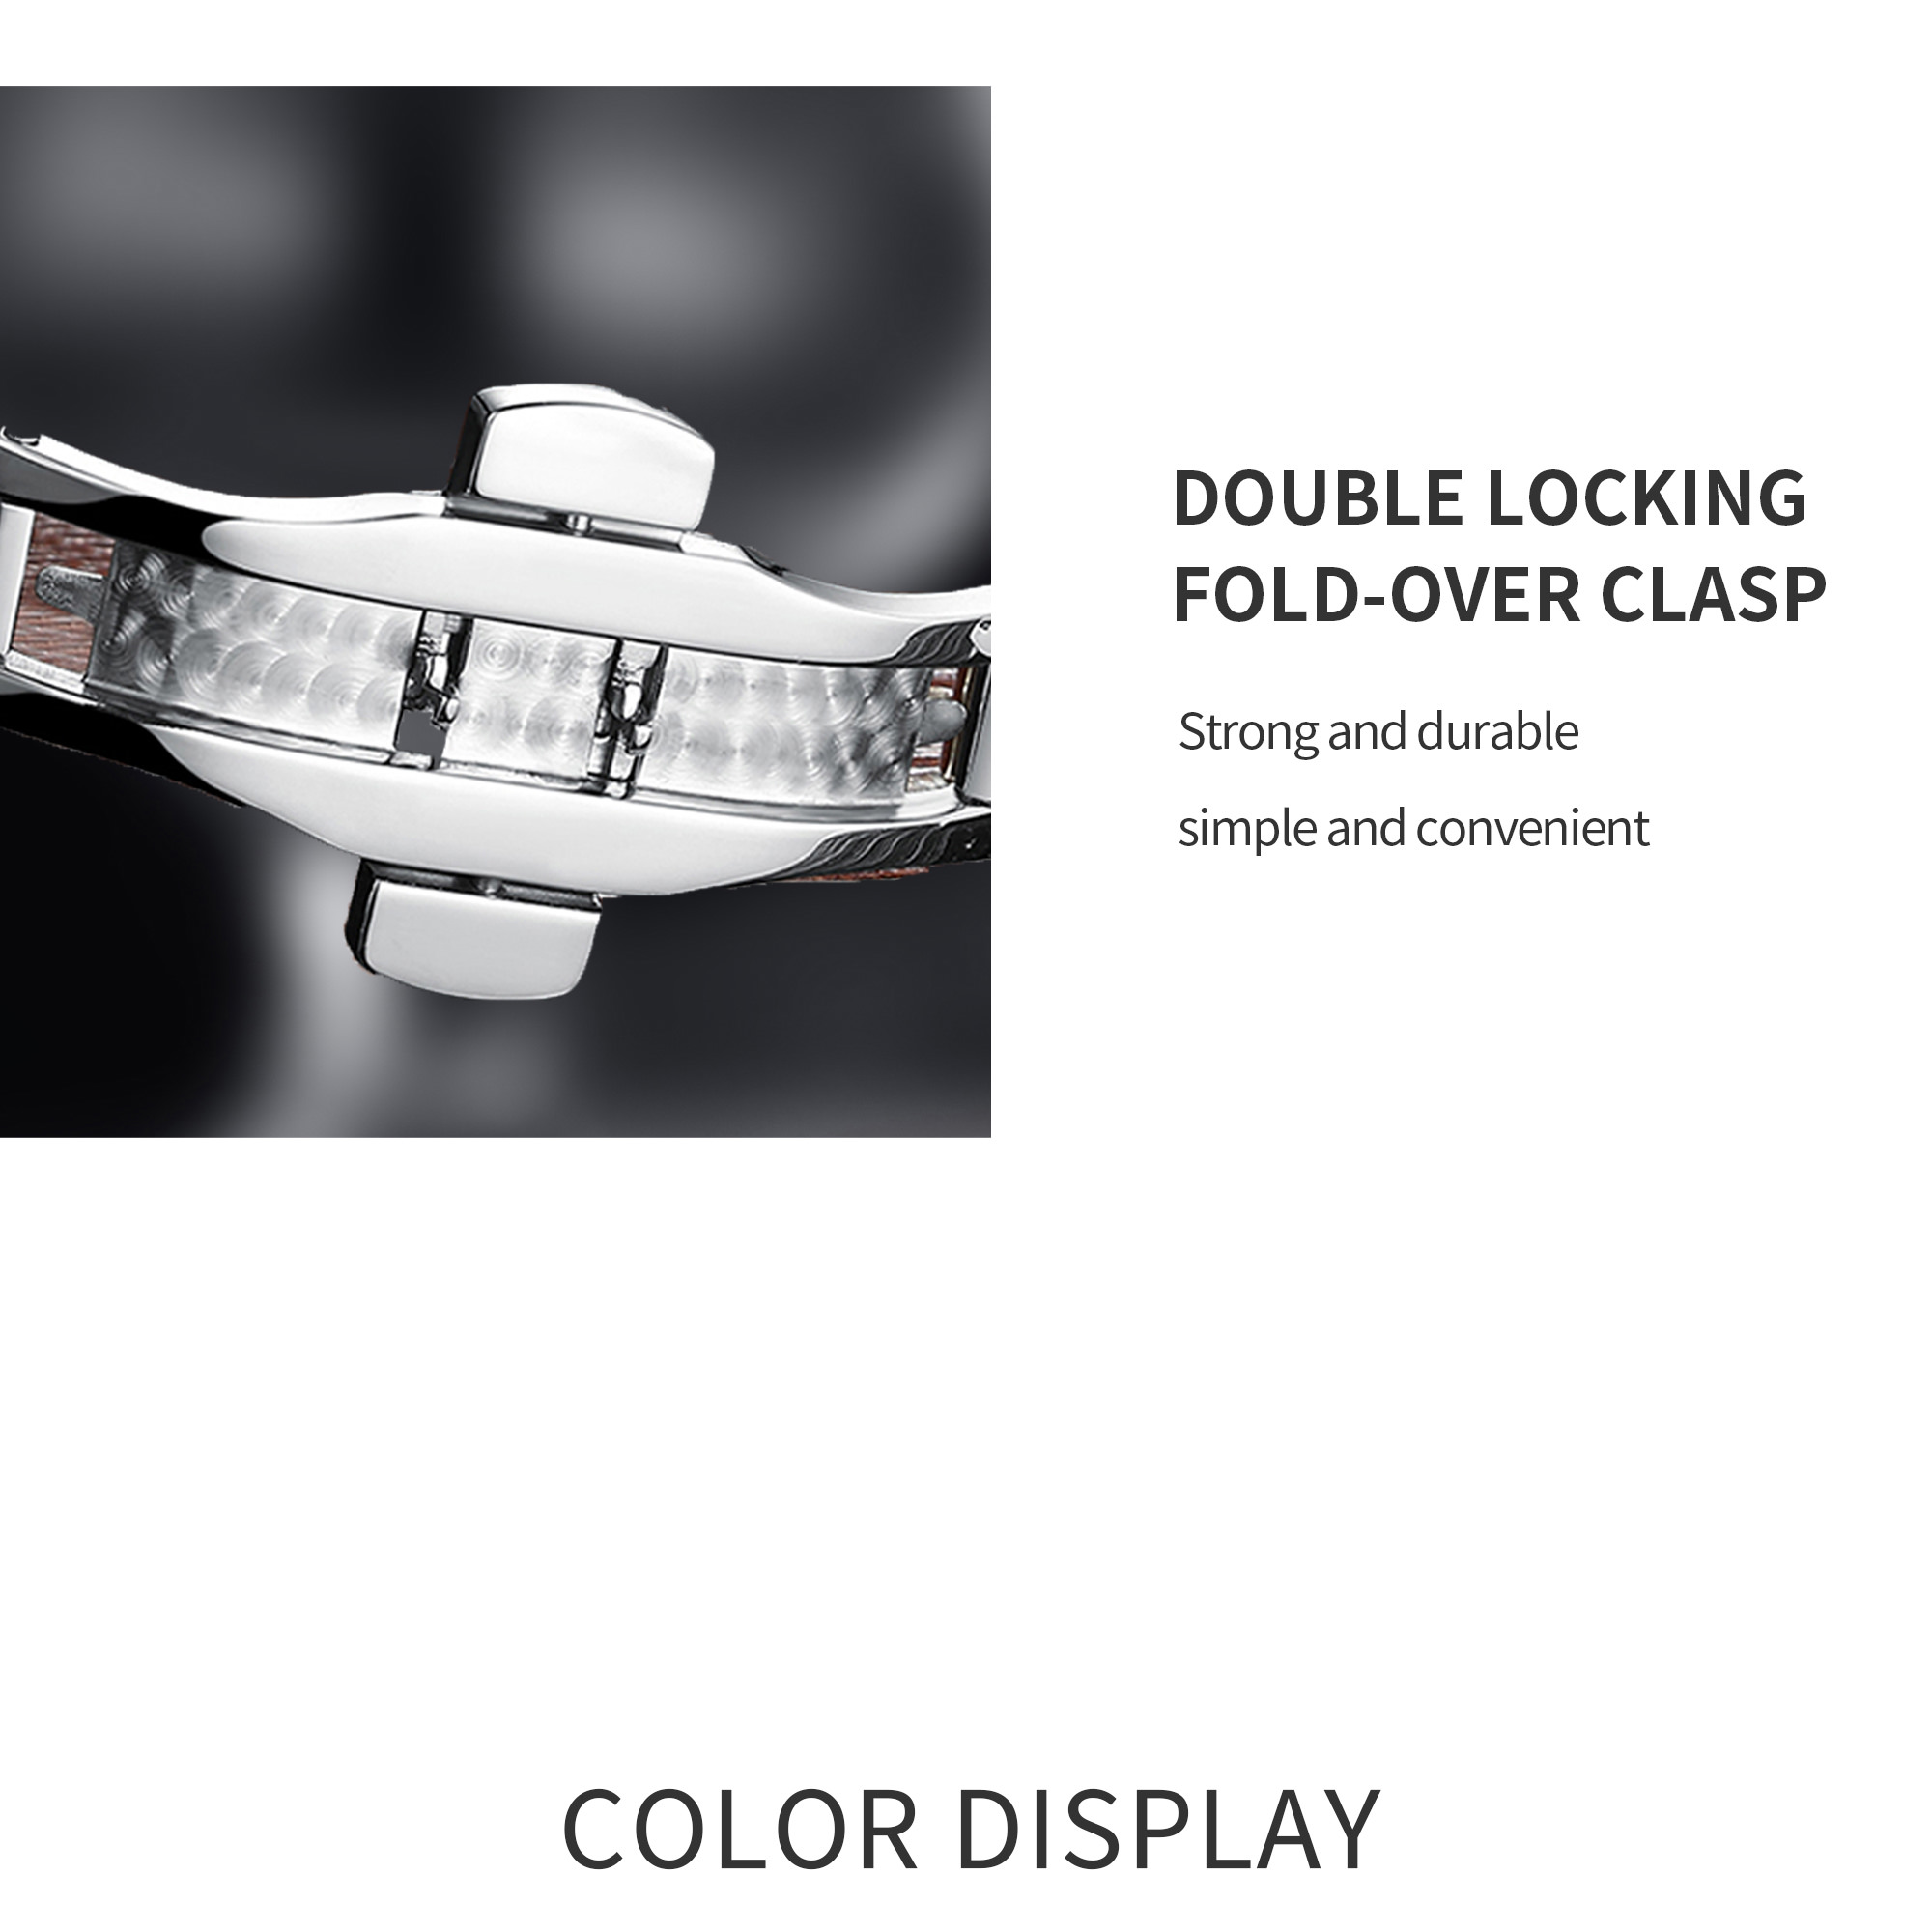 DOUBLE LOCKING
FOLD-OVER CLASP
Strong and durable
simple and convenient
COLOR DISPLAY